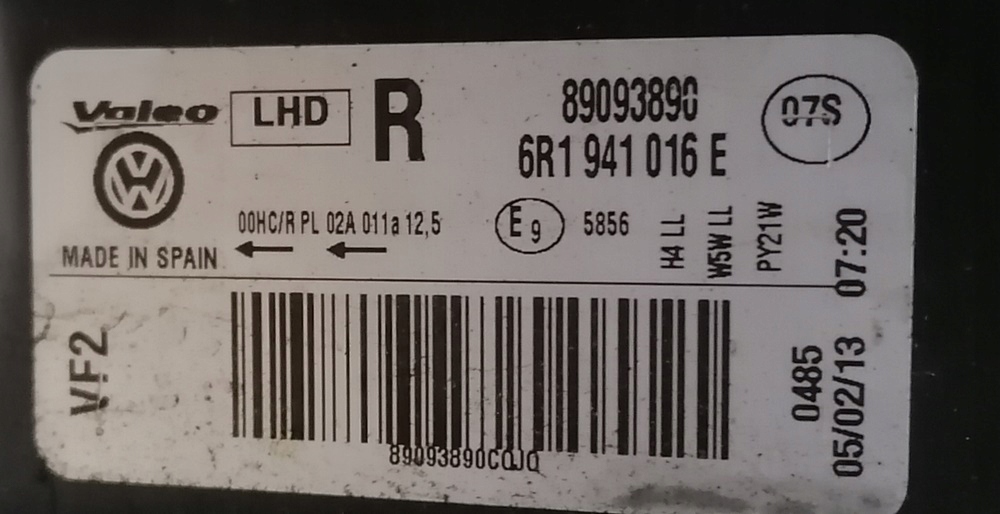 Valeo LHD R 89093890 07S
6R1 941 016 E
00HC/R PL 02A 011a 12,5 E9 5856
H4 LL
W5W LL
PY21W
MADE IN SPAIN
VF2
0485
05/02/13 07:20
89093890C0J0